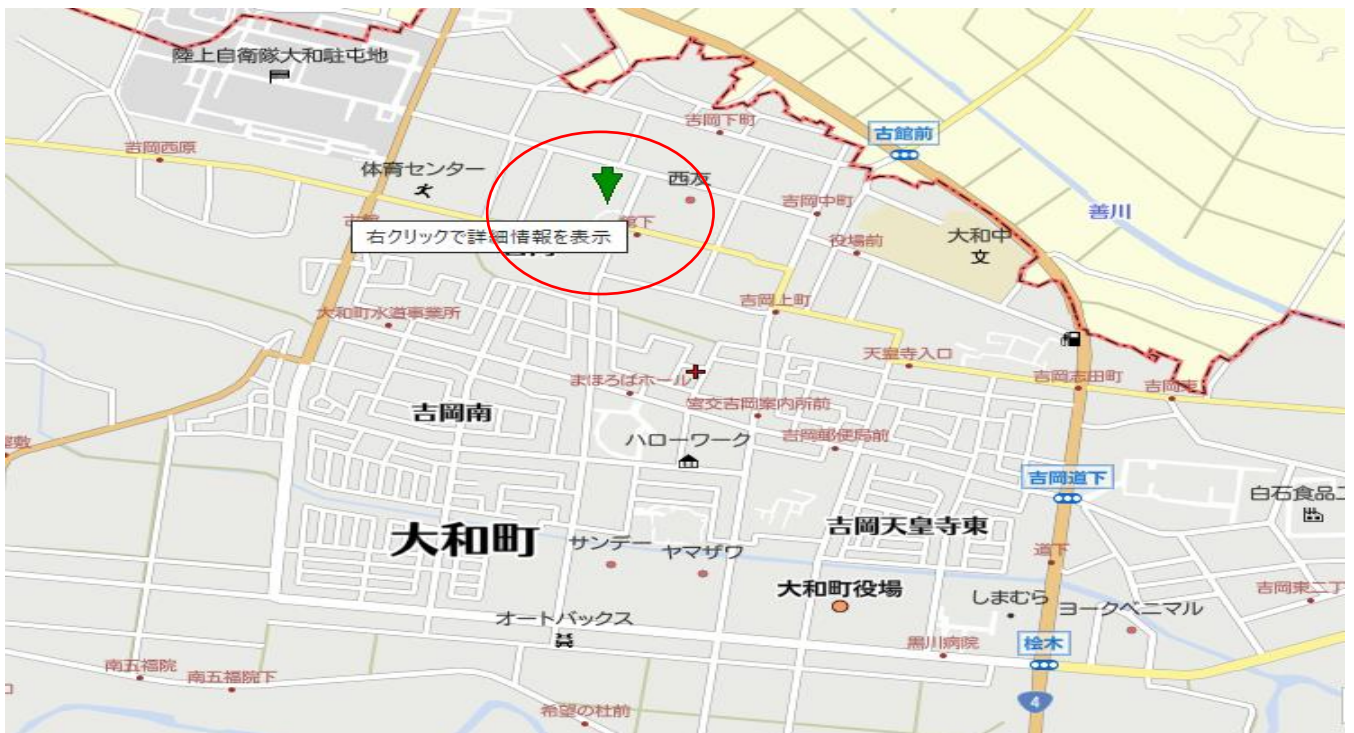 陸上自衛隊大和駐屯地
吉岡下町
古館前
吉岡西原
体育センター
西友
吉岡中町
善川
館下
役場前
大和中
文
右クリックで詳細情報を表示
吉岡上町
大和町水道事業所
天皇寺入口
まほろばホール
吉岡志田町
吉岡南
宮交吉岡案内所前
ハローワーク
吉岡郵便局前
吉岡道下
白石食品工
大和町
吉岡天皇寺東
サンデー
ヤマザワ
道下
大和町役場
しまむら
ヨークベニマル
吉岡東二丁
オートバックス
黒川病院
桧木
南五福院
南五福院下
4
希望の杜前